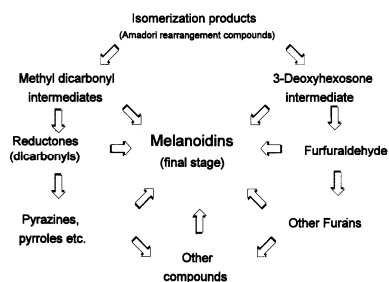 Isomerization products
(Amadori rearrangement compounds)
Methyl dicarbonyl
intermediates
3-Deoxyhexosone
intermediate
Reductones
(dicarbonyls)
Melanoidins
(final stage)
Furfuraldehyde
Pyrazines,
pyrroles etc.
Other Furans
Other
compounds